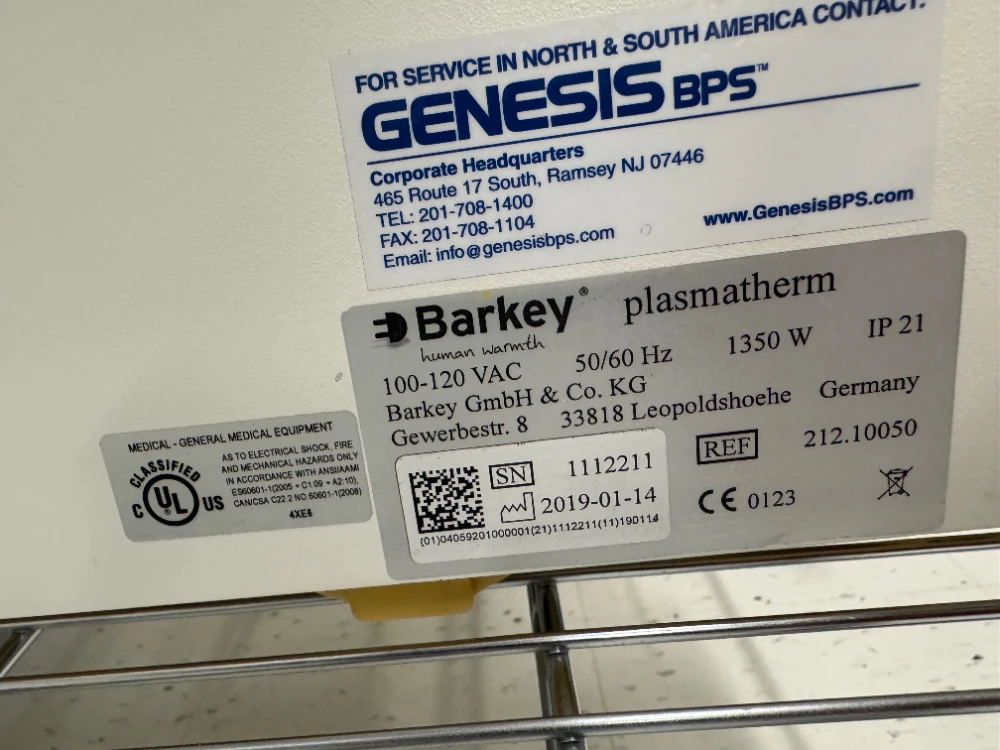 FOR SERVICE IN NORTH & SOUTH AMERICA CONTACT:
GENESIS BPS™
Corporate Headquarters
465 Route 17 South, Ramsey NJ 07446
TEL: 201-708-1400
FAX: 201-708-1104
Email: info@genesisbps.com
www.GenesisBPS.com
Barkey® plasmatherm
human warmth
100-120 VAC 50/60 Hz 1350 W IP 21
Barkey GmbH & Co. KG
Gewerbestr. 8 33818 Leopoldshoehe Germany
SN 1112211
2019-01-14
(01)04059201000001(21)1112211(11)190114
REF 212.10050
CE 0123
MEDICAL - GENERAL MEDICAL EQUIPMENT
AS TO ELECTRICAL SHOCK, FIRE
AND MECHANICAL HAZARDS ONLY
IN ACCORDANCE WITH ANSI/AAMI
ES60601-1(2005 + C1:09 + A2:10),
CAN/CSA C22.2 NO.60601-1(2008)
4XE6
CLASSIFIED
C UL US